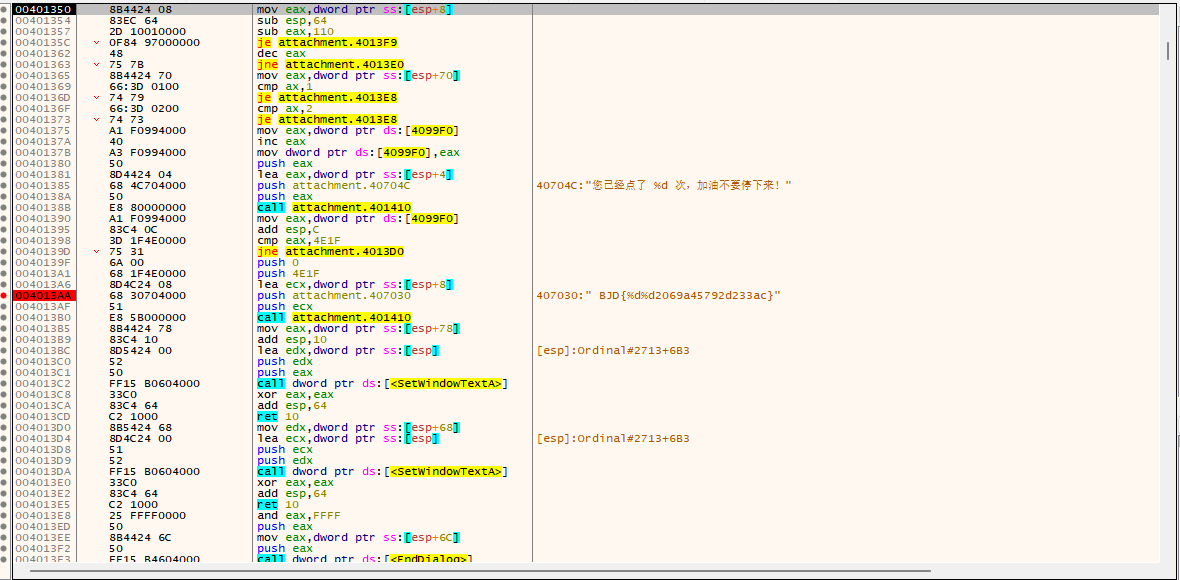 00401350 8B4424 08 mov eax,dword ptr ss:[esp+8]
00401354 83EC 64 sub esp,64
00401357 2D 10010000 sub eax,110
0040135C 0F84 97000000 je attachment.4013F9
00401362 48 dec eax
00401363 75 7B jne attachment.4013E0
00401365 8B4424 70 mov eax,dword ptr ss:[esp+70]
00401369 66:3D 0100 cmp ax,1
0040136D 74 79 je attachment.4013E8
0040136F 66:3D 0200 cmp ax,2
00401373 74 73 je attachment.4013E8
00401375 A1 F0994000 mov eax,dword ptr ds:[4099F0]
0040137A 40 inc eax
0040137B A3 F0994000 mov dword ptr ds:[4099F0],eax
00401380 50 push eax
00401381 8D4424 04 lea eax,dword ptr ss:[esp+4]
00401385 68 4C704000 push attachment.40704C 40704C:"您已经点了 %d 次，加油不要停下来！"
0040138A 50 push eax
0040138B E8 80000000 call attachment.401410
00401390 A1 F0994000 mov eax,dword ptr ds:[4099F0]
00401395 83C4 0C add esp,C
00401398 3D 1F4E0000 cmp eax,4E1F
0040139D 75 31 jne attachment.4013D0
0040139F 6A 00 push 0
004013A1 68 1F4E0000 push 4E1F
004013A6 8D4C24 08 lea ecx,dword ptr ss:[esp+8]
004013AA 68 30704000 push attachment.407030 407030:" BJD{%d%d2069a45792d233ac}"
004013AF 51 push ecx
004013B0 E8 5B000000 call attachment.401410
004013B5 8B4424 78 mov eax,dword ptr ss:[esp+78]
004013B9 83C4 10 add esp,10
004013BC 8D5424 00 lea edx,dword ptr ss:[esp] [esp]:Ordinal#2713+6B3
004013C0 52 push edx
004013C1 50 push eax
004013C2 FF15 B0604000 call dword ptr ds:[<SetWindowTextA>]
004013C8 33C0 xor eax,eax
004013CA 83C4 64 add esp,64
004013CD C2 1000 ret 10
004013D0 8B5424 68 mov edx,dword ptr ss:[esp+68]
004013D4 8D4C24 00 lea ecx,dword ptr ss:[esp] [esp]:Ordinal#2713+6B3
004013D8 51 push ecx
004013D9 52 push edx
004013DA FF15 B0604000 call dword ptr ds:[<SetWindowTextA>]
004013E0 33C0 xor eax,eax
004013E2 83C4 64 add esp,64
004013E5 C2 1000 ret 10
004013E8 25 FFFF0000 and eax,FFFF
004013ED 50 push eax
004013EE 8B4424 6C mov eax,dword ptr ss:[esp+6C]
004013F2 50 push eax
004013F3 FF15 B4604000 call dword ptr ds:[<EndDialog>]